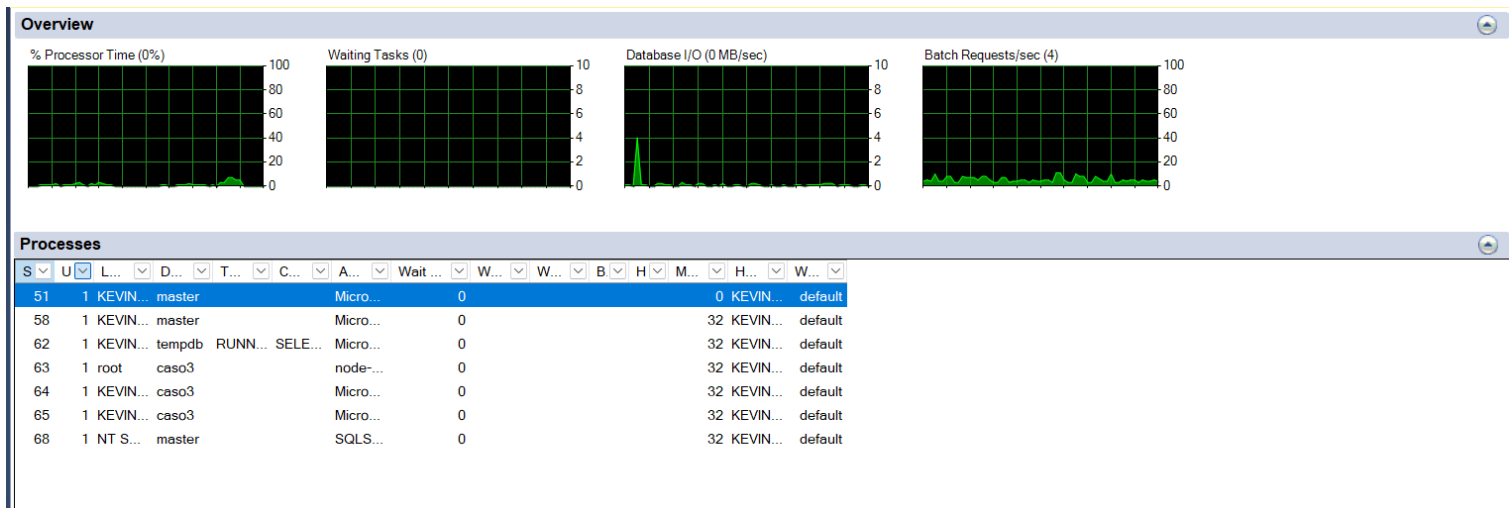 Overview
% Processor Time (0%) Waiting Tasks (0) Database I/O (0 MB/sec) Batch Requests/sec (4)
100 10 10 100
80 8 8 80
60 6 6 60
40 4 4 40
20 2 2 20
0 0 0 0
Processes
S U L... D... T... C... A... Wait ... W... W... B. H M... H... W...
51 1 KEVIN... master Micro... 0 0 KEVIN... default
58 1 KEVIN... master Micro... 0 32 KEVIN... default
62 1 KEVIN... tempdb RUNN... SELE... Micro... 0 32 KEVIN... default
63 1 root caso3 node-... 0 32 KEVIN... default
64 1 KEVIN... caso3 Micro... 0 32 KEVIN... default
65 1 KEVIN... caso3 Micro... 0 32 KEVIN... default
68 1 NT S... master SQLS... 0 32 KEVIN... default